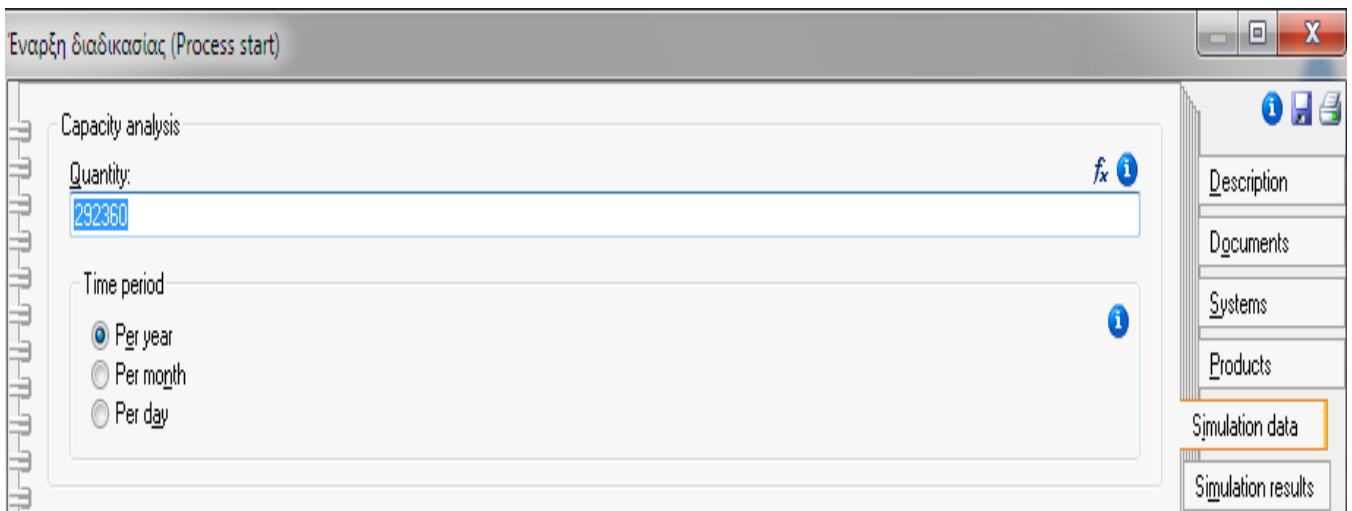 Έναρξη διαδικασίας (Process start)
Capacity analysis
Quantity:
292360
Time period
Per year
Per month
Per day
Description
Documents
Systems
Products
Simulation data
Simulation results